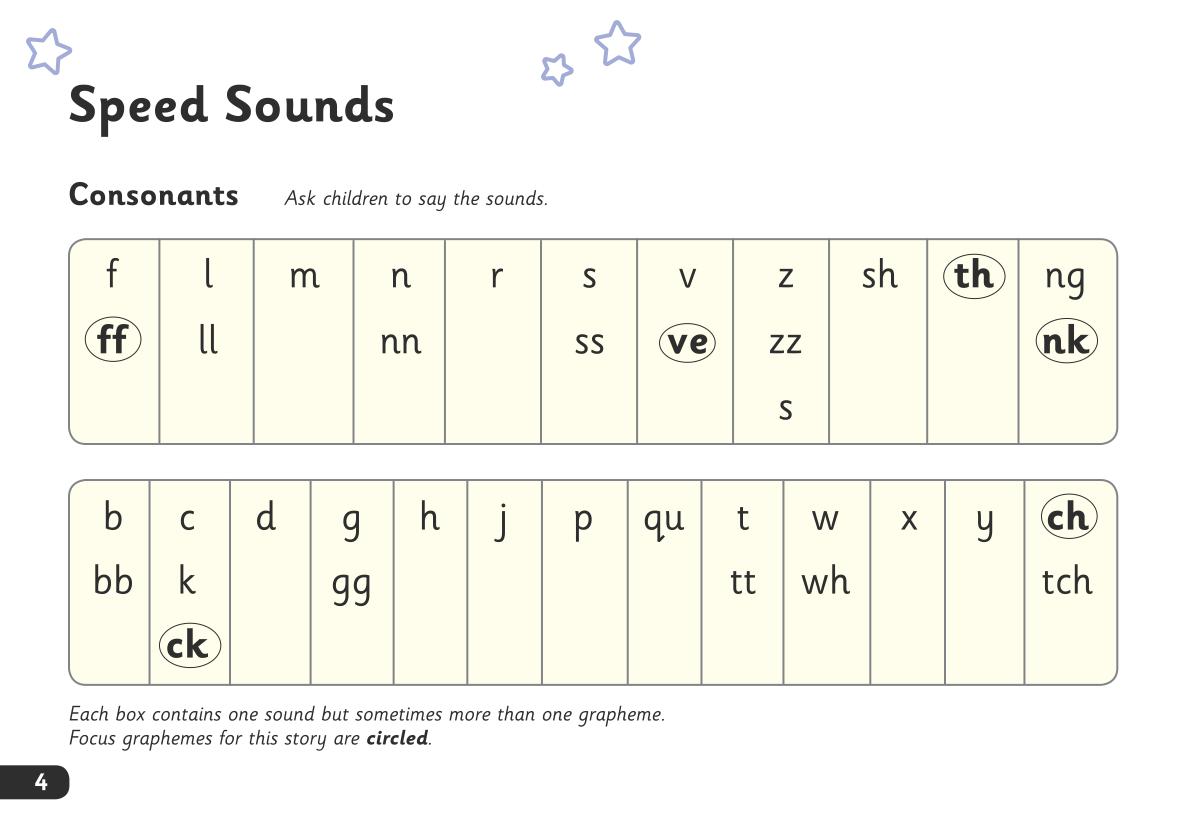 Speed Sounds
Consonants Ask children to say the sounds.
f l m n r s v z sh th ng
ff ll nn ss ve zz nk
s
b c d g h j p qu t w x y ch
bb k gg tt wh tch
ck
Each box contains one sound but sometimes more than one grapheme.
Focus graphemes for this story are circled.
4